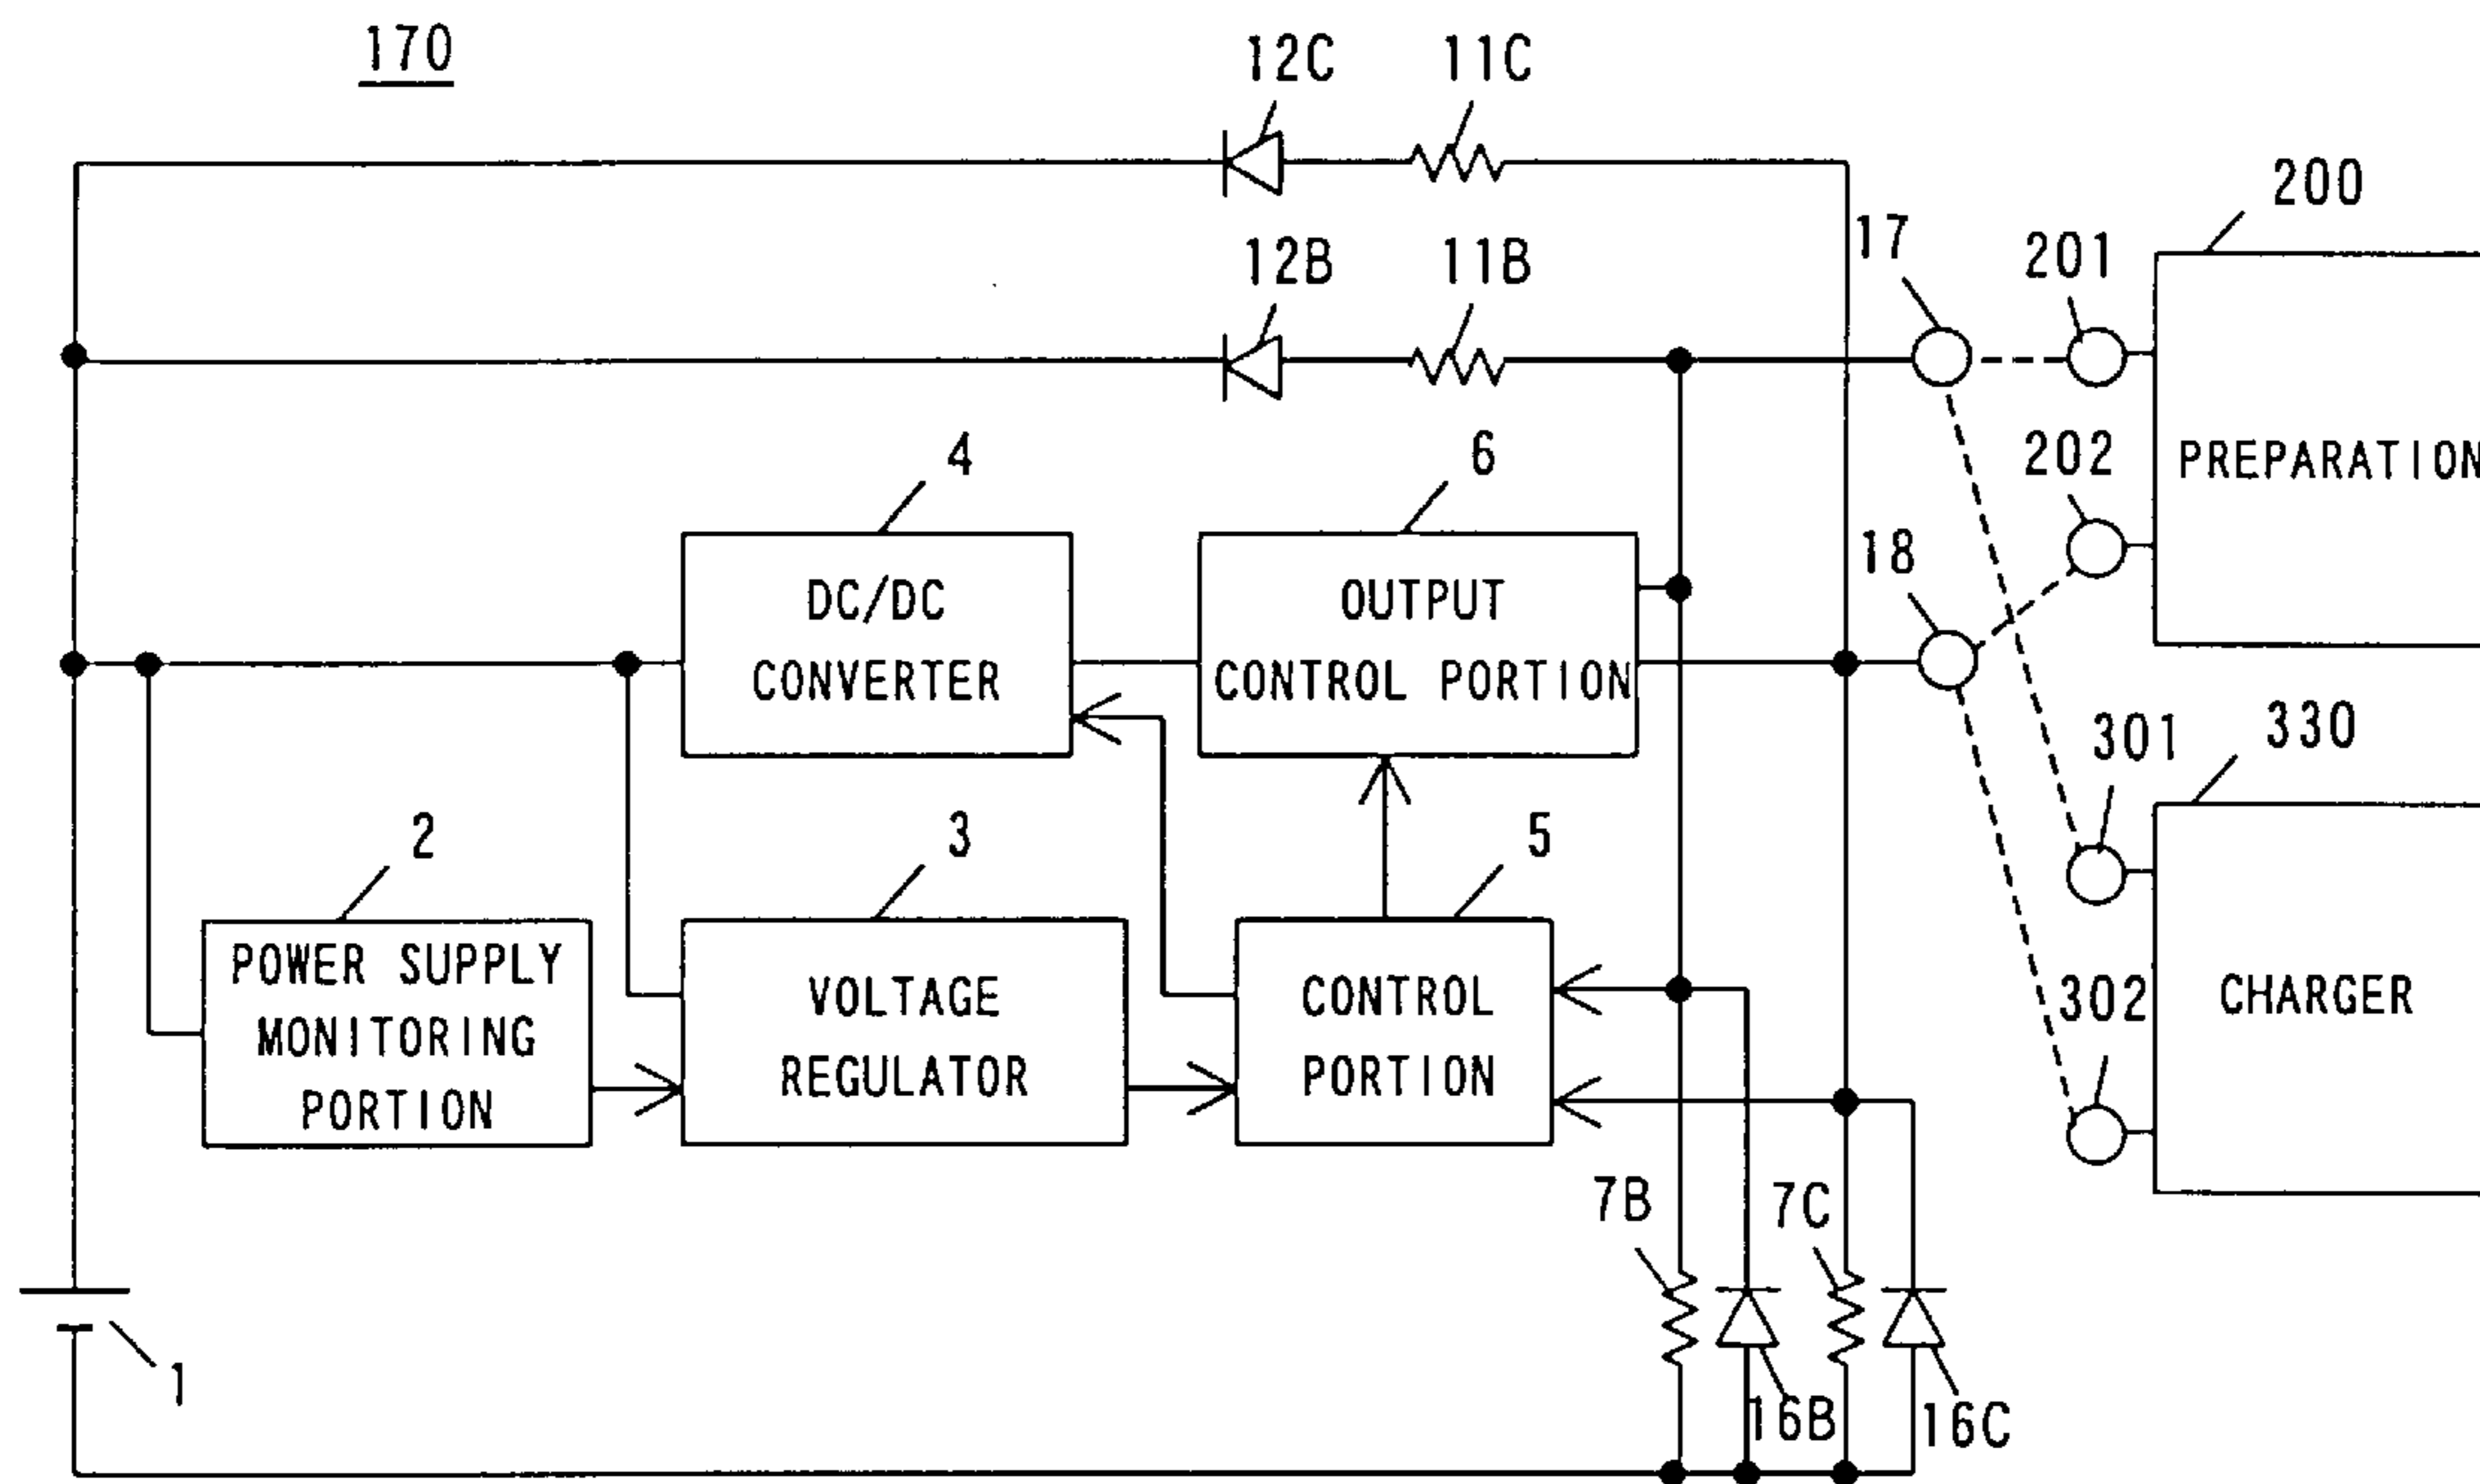 170
12C
11C
200
17
201
12B
11B
4
6
202
PREPARATION
18
DC/DC
CONVERTER
OUTPUT
CONTROL PORTION
301
330
2
3
5
POWER SUPPLY
MONITORING
PORTION
VOLTAGE
REGULATOR
CONTROL
PORTION
302
CHARGER
7B
7C
1
16B
16C